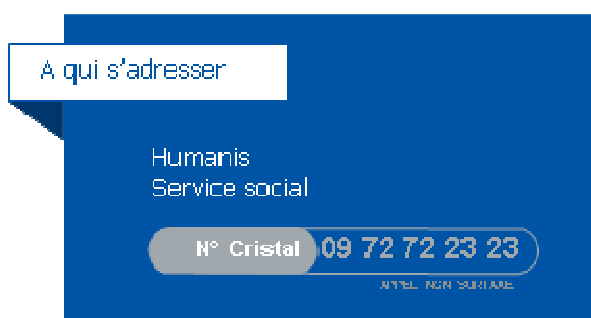 A qui s'adresser
Humanis
Service social
N° Cristal 09 72 72 23 23
APPEL NON SURTAXE